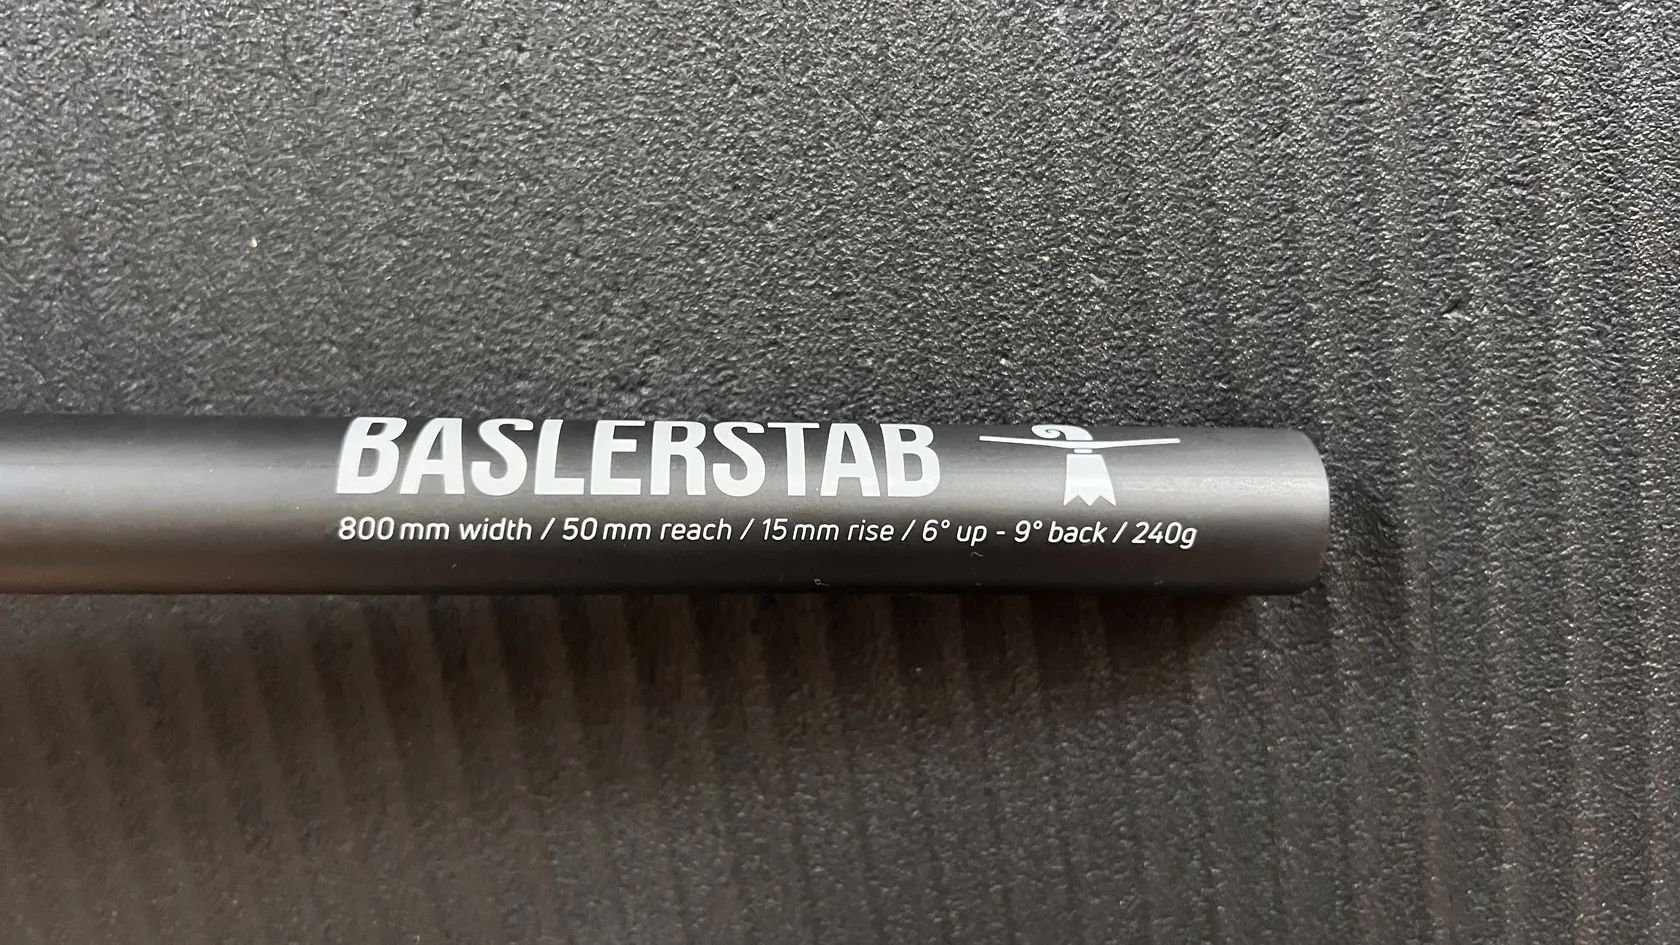 BASLERSTAB
800 mm width / 50 mm reach / 15 mm rise / 6° up - 9° back / 240g